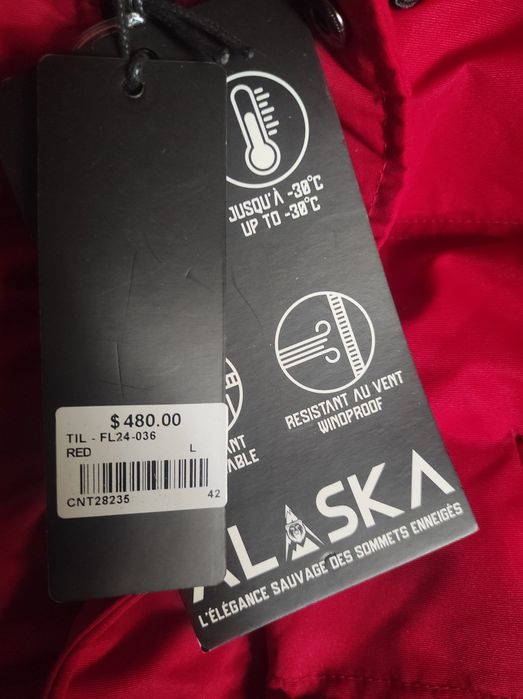 JUSQU'À -30°C
UP TO -30°C
RESISTANT AU VENT
WINDPROOF
$480.00
TIL - FL24-036
RED L
CNT28235 42
ALASKA
L'ÉLÉGANCE SAUVAGE DES SOMMETS ENNEIGÉS